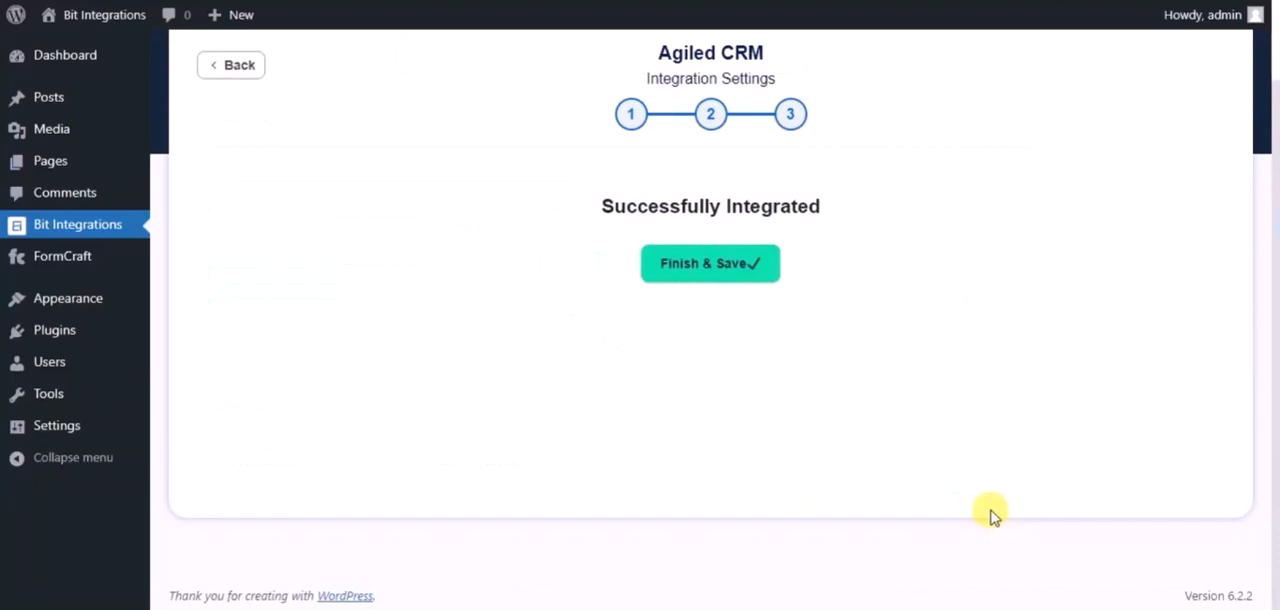 Bit Integrations 0 New Howdy, admin
Dashboard
Posts
Media
Pages
Comments
Bit Integrations
FormCraft
Appearance
Plugins
Users
Tools
Settings
Collapse menu
Back
Agiled CRM
Integration Settings
1 2 3
Successfully Integrated
Finish & Save
Thank you for creating with WordPress.
Version 6.2.2